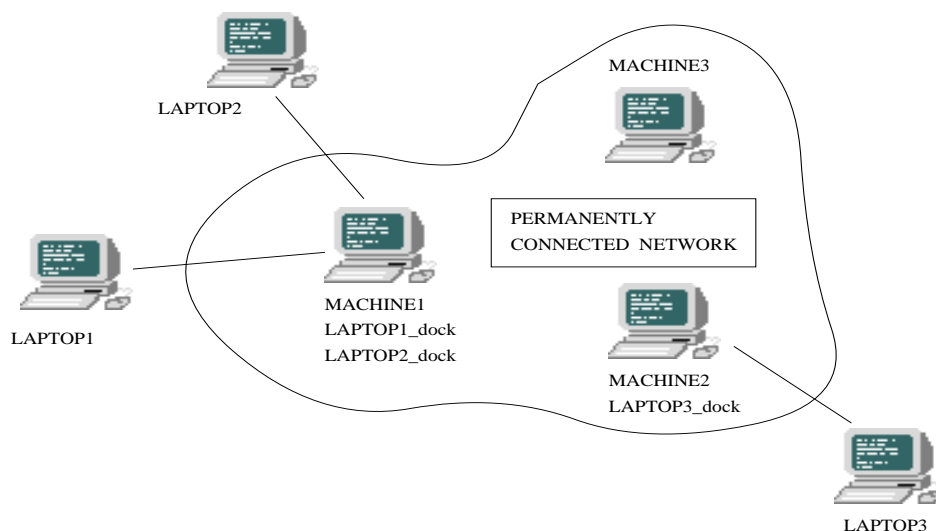 MACHINE3
LAPTOP2
PERMANENTLY
CONNECTED NETWORK
MACHINE1
LAPTOP1_dock
LAPTOP2_dock
LAPTOP1
MACHINE2
LAPTOP3_dock
LAPTOP3